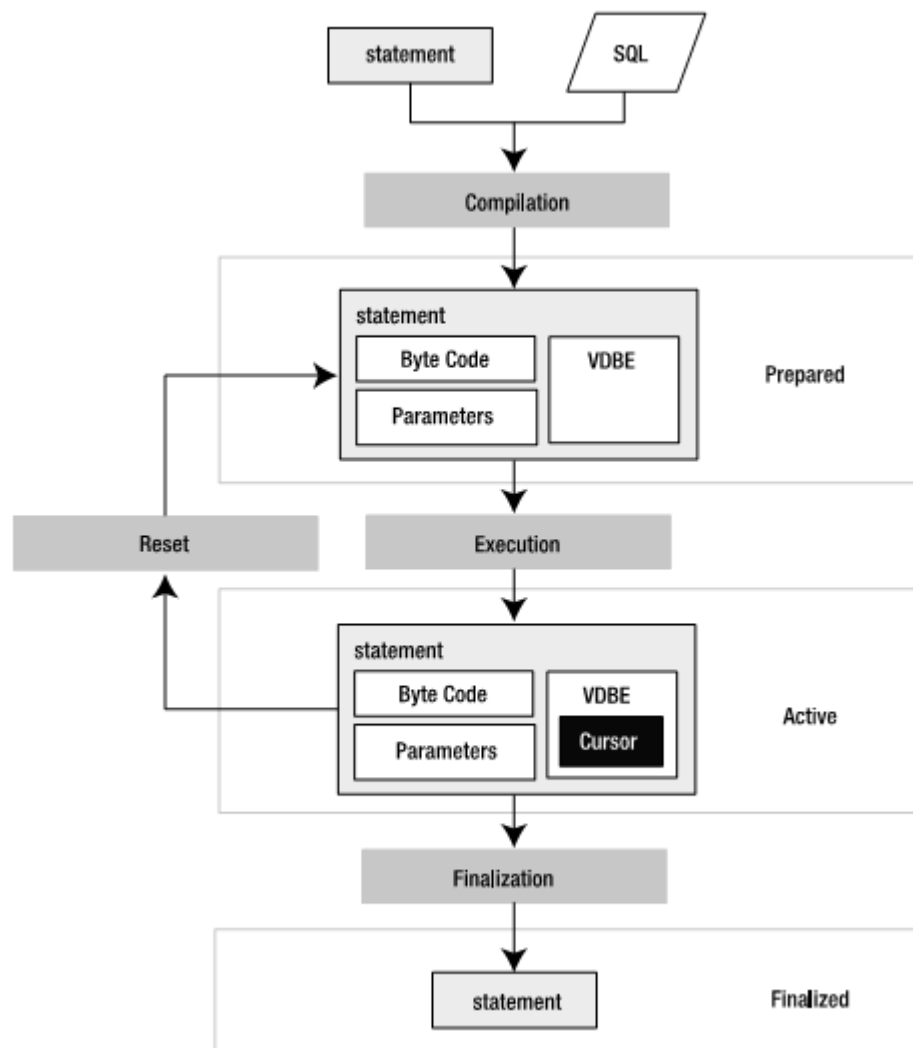 statement
SQL
Compilation
statement
Byte Code
VDBE
Parameters
Prepared
Reset
Execution
statement
Byte Code
VDBE
Cursor
Parameters
Active
Finalization
statement
Finalized